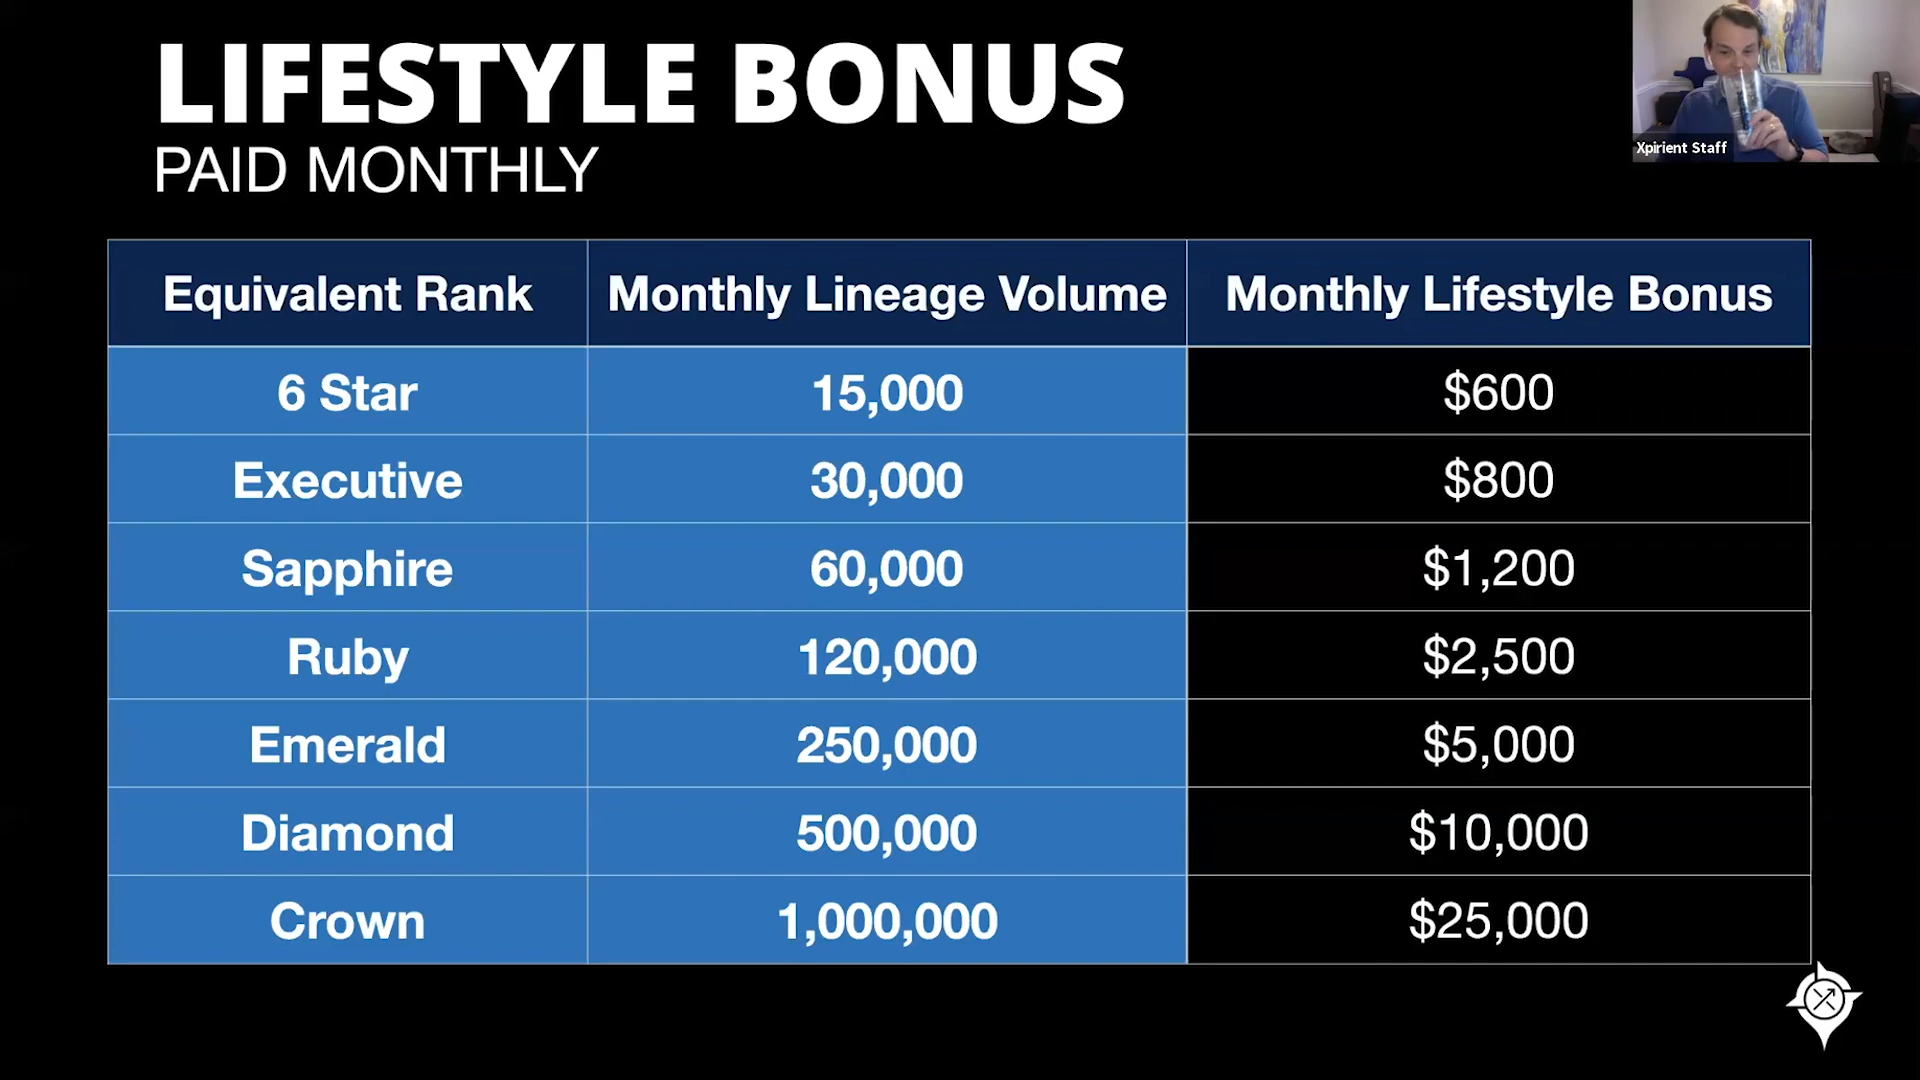 LIFESTYLE BONUS
PAID MONTHLY
Xpirient Staff
Equivalent Rank Monthly Lineage Volume Monthly Lifestyle Bonus
6 Star 15,000 $600
Executive 30,000 $800
Sapphire 60,000 $1,200
Ruby 120,000 $2,500
Emerald 250,000 $5,000
Diamond 500,000 $10,000
Crown 1,000,000 $25,000